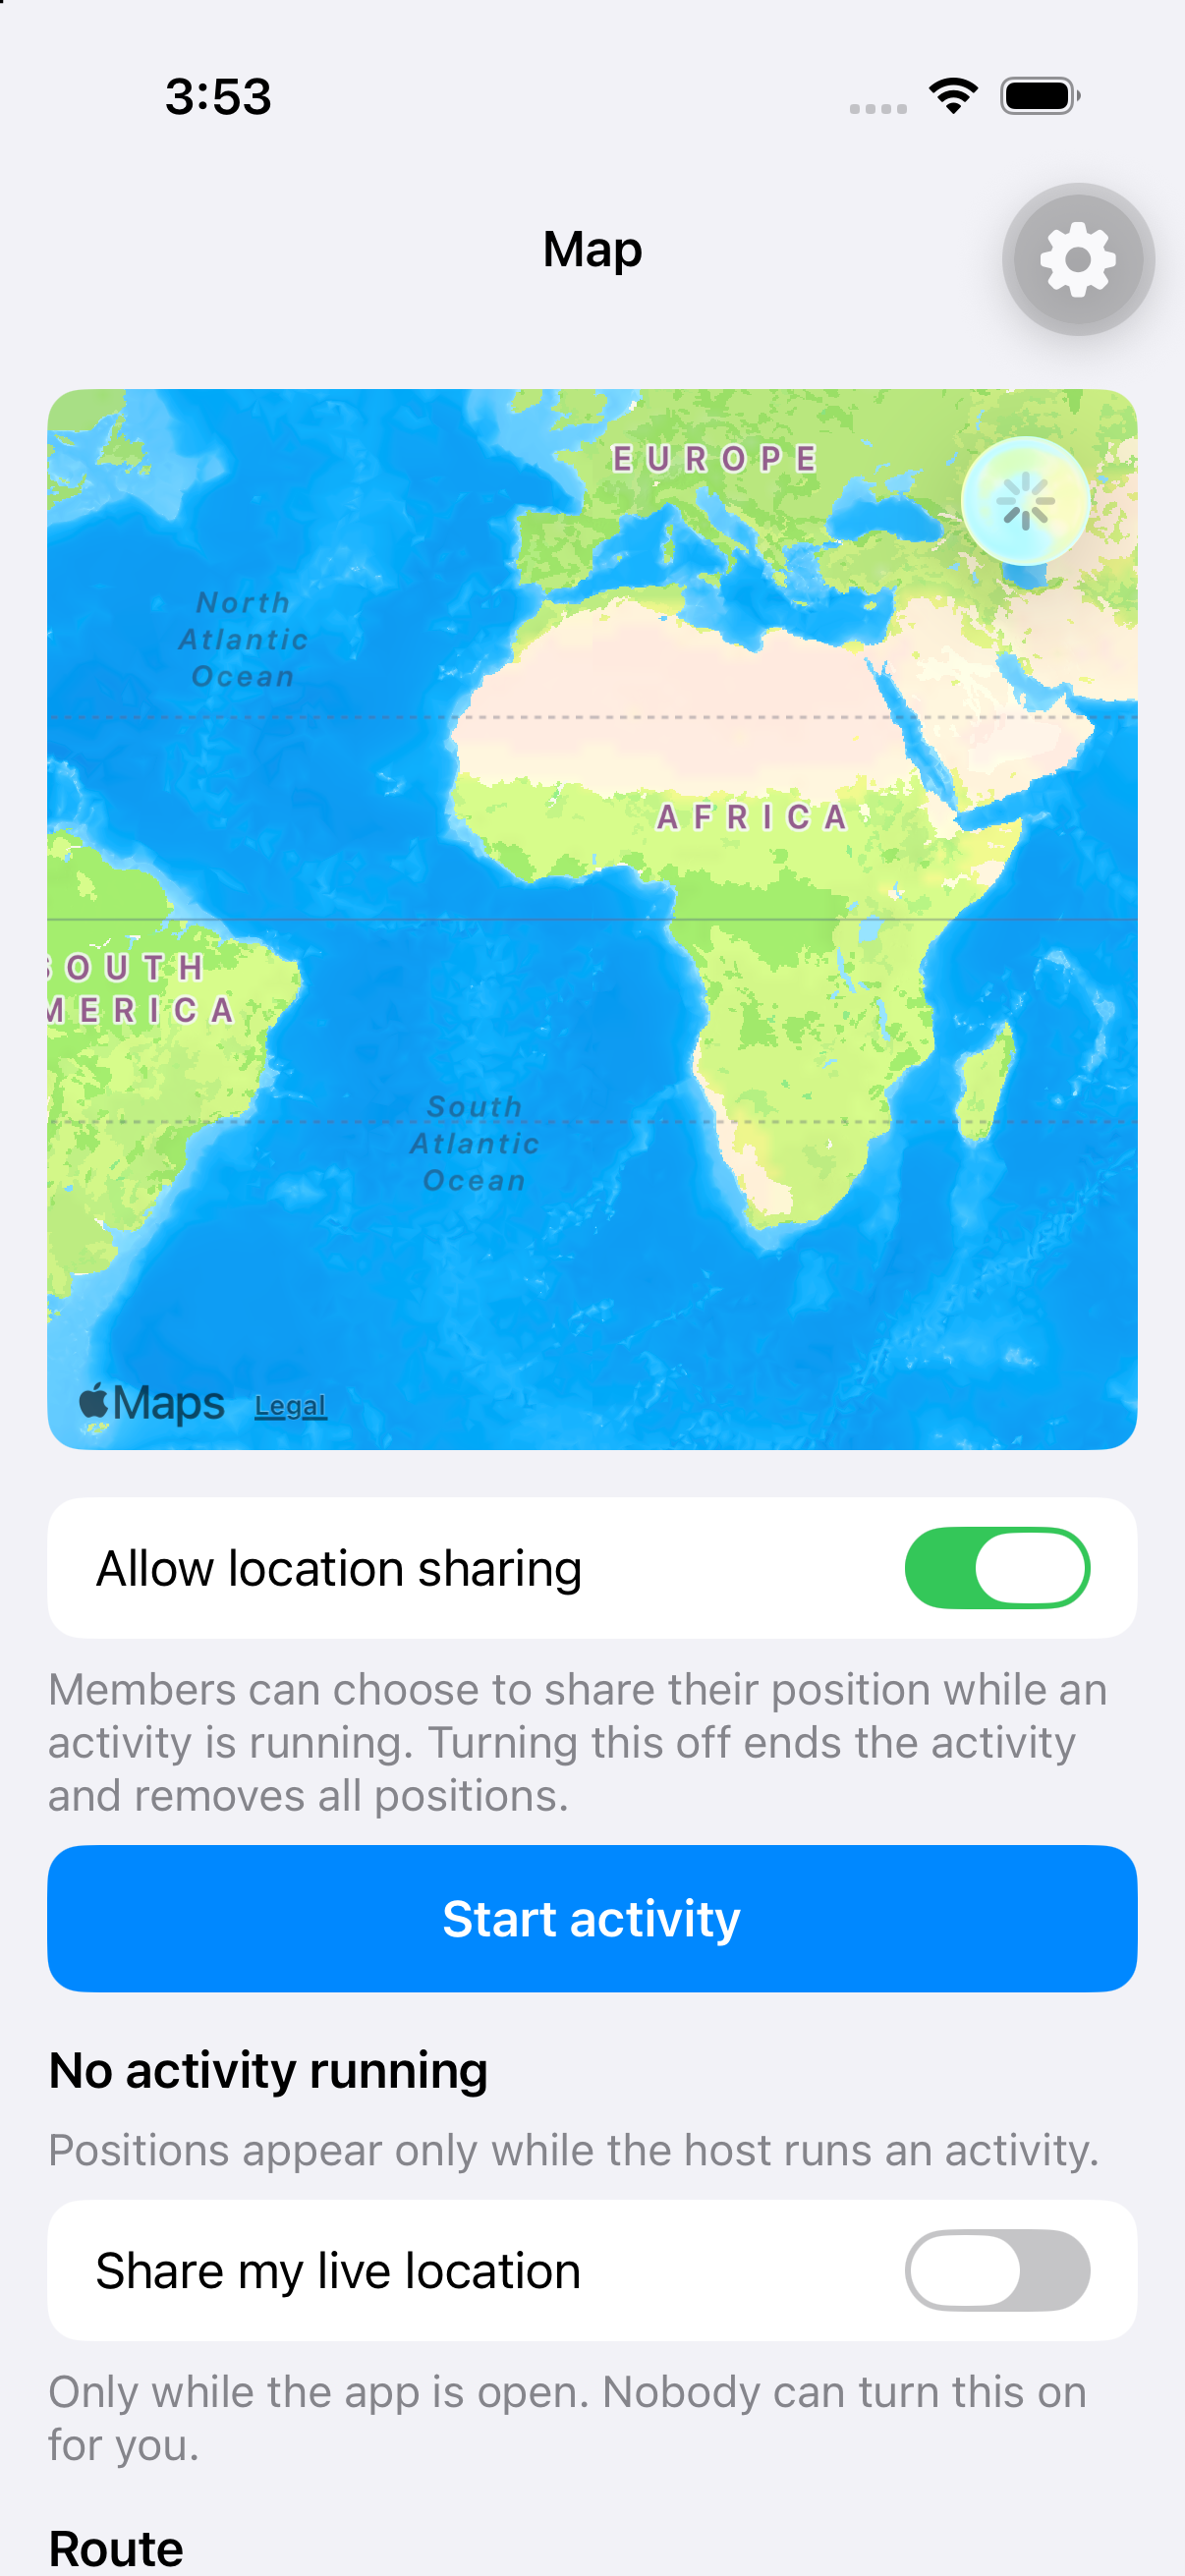 3:53
Map
EUROPE
North
Atlantic
Ocean
AFRICA
SOUTH
MERICA
South
Atlantic
Ocean
Maps Legal
Allow location sharing
Members can choose to share their position while an
activity is running. Turning this off ends the activity
and removes all positions.
Start activity
No activity running
Positions appear only while the host runs an activity.
Share my live location
Only while the app is open. Nobody can turn this on
for you.
Route